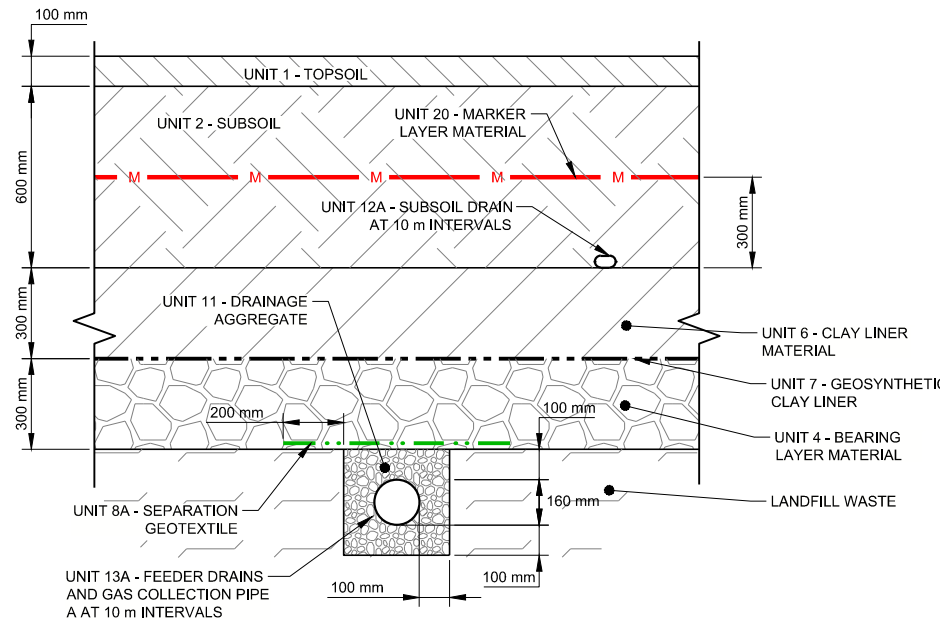 100 mm
UNIT 1 - TOPSOIL
UNIT 2 - SUBSOIL
UNIT 20 - MARKER
LAYER MATERIAL
600 mm
M M M M M
UNIT 12A - SUBSOIL DRAIN
AT 10 m INTERVALS
300 mm
UNIT 11 - DRAINAGE
AGGREGATE
300 mm
UNIT 6 - CLAY LINER
MATERIAL
UNIT 7 - GEOSYNTHETIC
CLAY LINER
300 mm
200 mm
100 mm
UNIT 4 - BEARING
LAYER MATERIAL
UNIT 8A - SEPARATION
GEOTEXTILE
160 mm
LANDFILL WASTE
UNIT 13A - FEEDER DRAINS
AND GAS COLLECTION PIPE
A AT 10 m INTERVALS
100 mm
100 mm